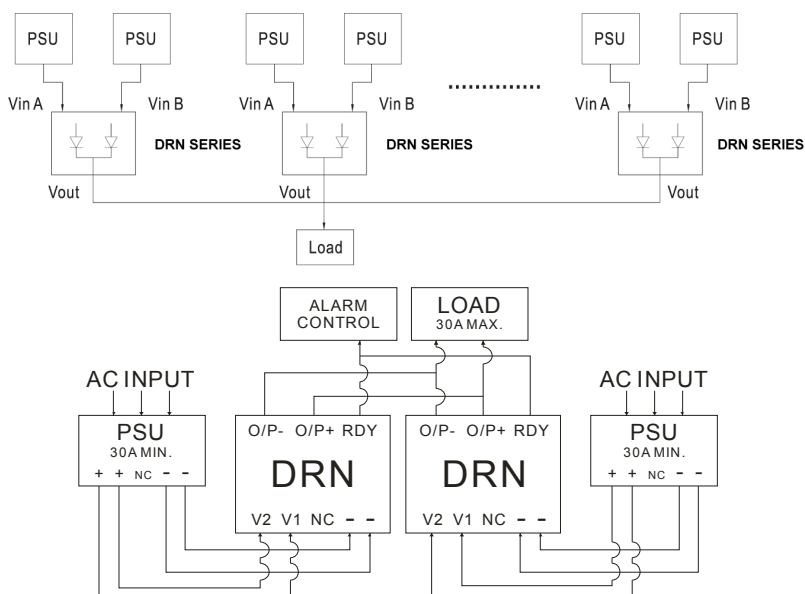 PSU PSU PSU PSU PSU PSU
Vin A Vin B Vin A Vin B Vin A Vin B
DRN SERIES DRN SERIES DRN SERIES
Vout Vout Vout
Load
ALARM CONTROL
LOAD
30A MAX.
AC INPUT AC INPUT
PSU
30A MIN.
+ + NC - -
O/P- O/P+ RDY
DRN
V2 V1 NC - -
O/P- O/P+ RDY
DRN
V2 V1 NC - -
PSU
30A MIN.
+ + NC - -